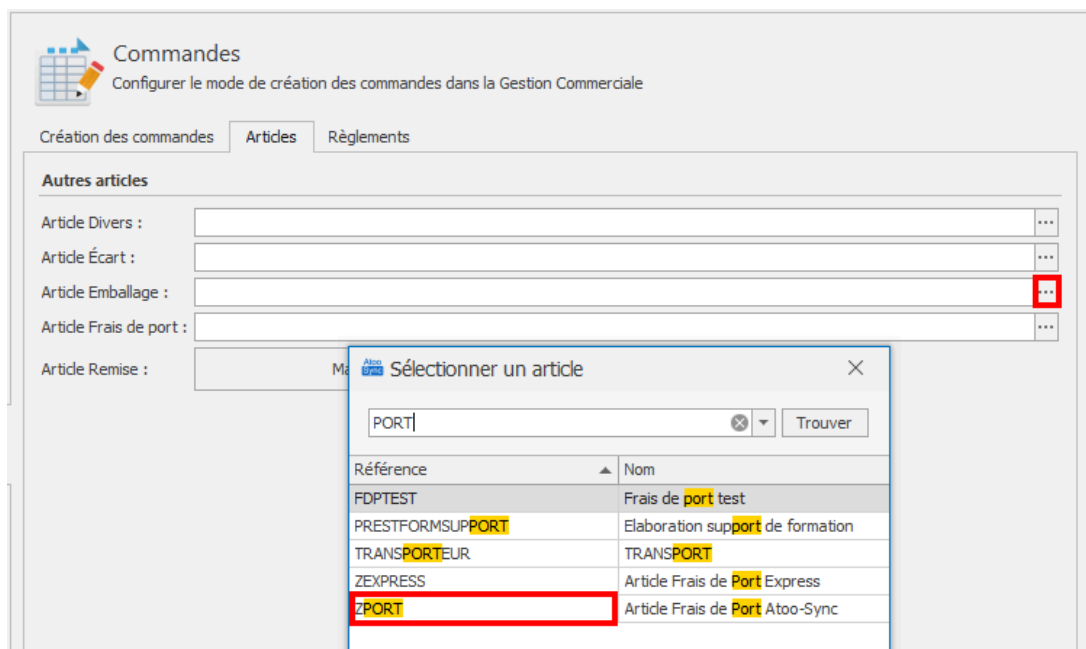 Commandes
Configurer le mode de création des commandes dans la Gestion Commerciale
Création des commandes Articles Règlements
Autres articles
Article Divers : ...
Article Écart : ...
Article Emballage : ...
Article Frais de port : ...
Article Remise : Ma
Atoo Sync Sélectionner un article
PORT Trouver
Référence Nom
FDPTEST Frais de port test
PRESTFORMSUPPORT Elaboration support de formation
TRANSPORTEUR TRANSPORT
ZEXPRESS Article Frais de Port Express
ZPORT Article Frais de Port Atoo-Sync